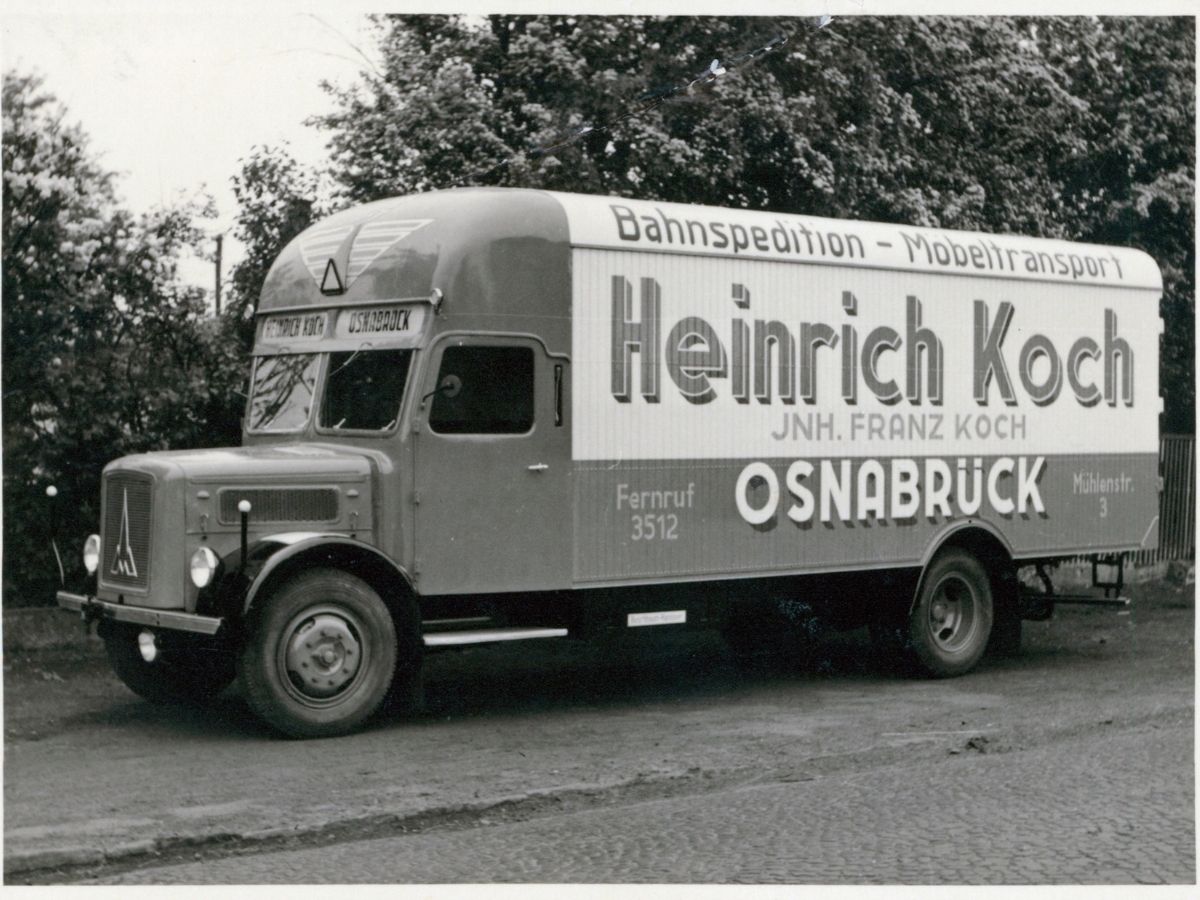 Bahnspedition - Möbeltransport
HEINRICH KOCH OSNABRÜCK
Heinrich Koch
JNH. FRANZ KOCH
OSNABRÜCK
Fernruf
3512
Mühlenstr.
3